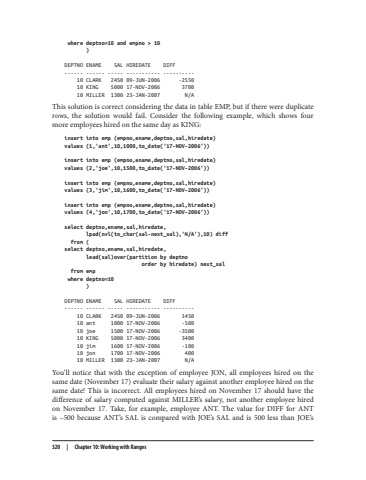 where deptno=10 and empno > 10
)
DEPTNO ENAME SAL HIREDATE DIFF
------ ------ ----- ----------- ----------
10 CLARK 2450 09-JUN-2006 -2550
10 KING 5000 17-NOV-2006 3700
10 MILLER 1300 23-JAN-2007 N/A
This solution is correct considering the data in table EMP, but if there were duplicate
rows, the solution would fail. Consider the following example, which shows four
more employees hired on the same day as KING:
insert into emp (empno,ename,deptno,sal,hiredate)
values (1,'ant',10,1000,to_date('17-NOV-2006'))
insert into emp (empno,ename,deptno,sal,hiredate)
values (2,'joe',10,1500,to_date('17-NOV-2006'))
insert into emp (empno,ename,deptno,sal,hiredate)
values (3,'jim',10,1600,to_date('17-NOV-2006'))
insert into emp (empno,ename,deptno,sal,hiredate)
values (4,'jon',10,1700,to_date('17-NOV-2006'))
select deptno,ename,sal,hiredate,
lpad(nvl(to_char(sal-next_sal),'N/A'),10) diff
from (
select deptno,ename,sal,hiredate,
lead(sal)over(partition by deptno
order by hiredate) next_sal
from emp
where deptno=10
)
DEPTNO ENAME SAL HIREDATE DIFF
------ ------ ----- ----------- ----------
10 CLARK 2450 09-JUN-2006 1450
10 ant 1000 17-NOV-2006 -500
10 joe 1500 17-NOV-2006 -3500
10 KING 5000 17-NOV-2006 3400
10 jim 1600 17-NOV-2006 -100
10 jon 1700 17-NOV-2006 400
10 MILLER 1300 23-JAN-2007 N/A
You'll notice that with the exception of employee JON, all employees hired on the
same date (November 17) evaluate their salary against another employee hired on the
same date! This is incorrect. All employees hired on November 17 should have the
difference of salary computed against MILLER's salary, not another employee hired
on November 17. Take, for example, employee ANT. The value for DIFF for ANT
is –500 because ANT's SAL is compared with JOE's SAL and is 500 less than JOE's
320 | Chapter 10: Working with Ranges